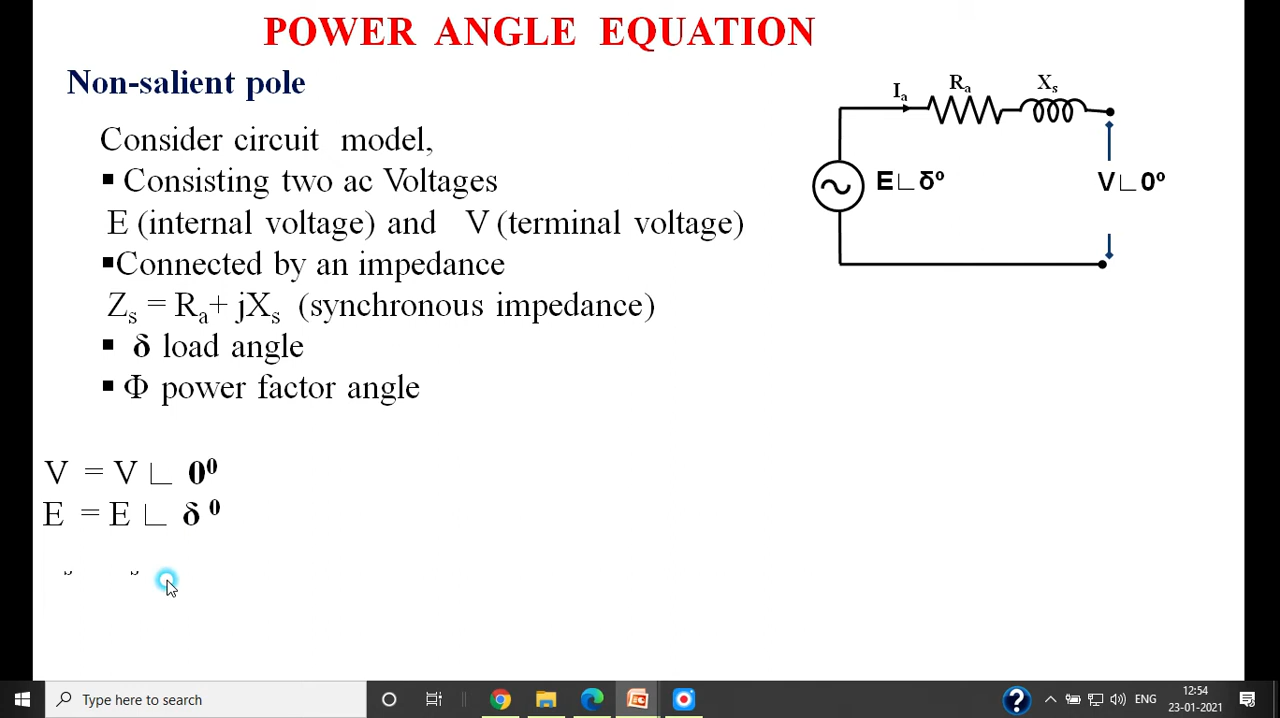 POWER ANGLE EQUATION
Non-salient pole
Consider circuit model,
▪ Consisting two ac Voltages
E (internal voltage) and V (terminal voltage)
▪Connected by an impedance
Zs = Ra+ jXs (synchronous impedance)
▪ δ load angle
▪ Φ power factor angle
V = V ∟ 0⁰
E = E ∟ δ ⁰
Ia
Ra
Xs
E∟δº
V∟0º
Type here to search
ENG
12:54
23-01-2021